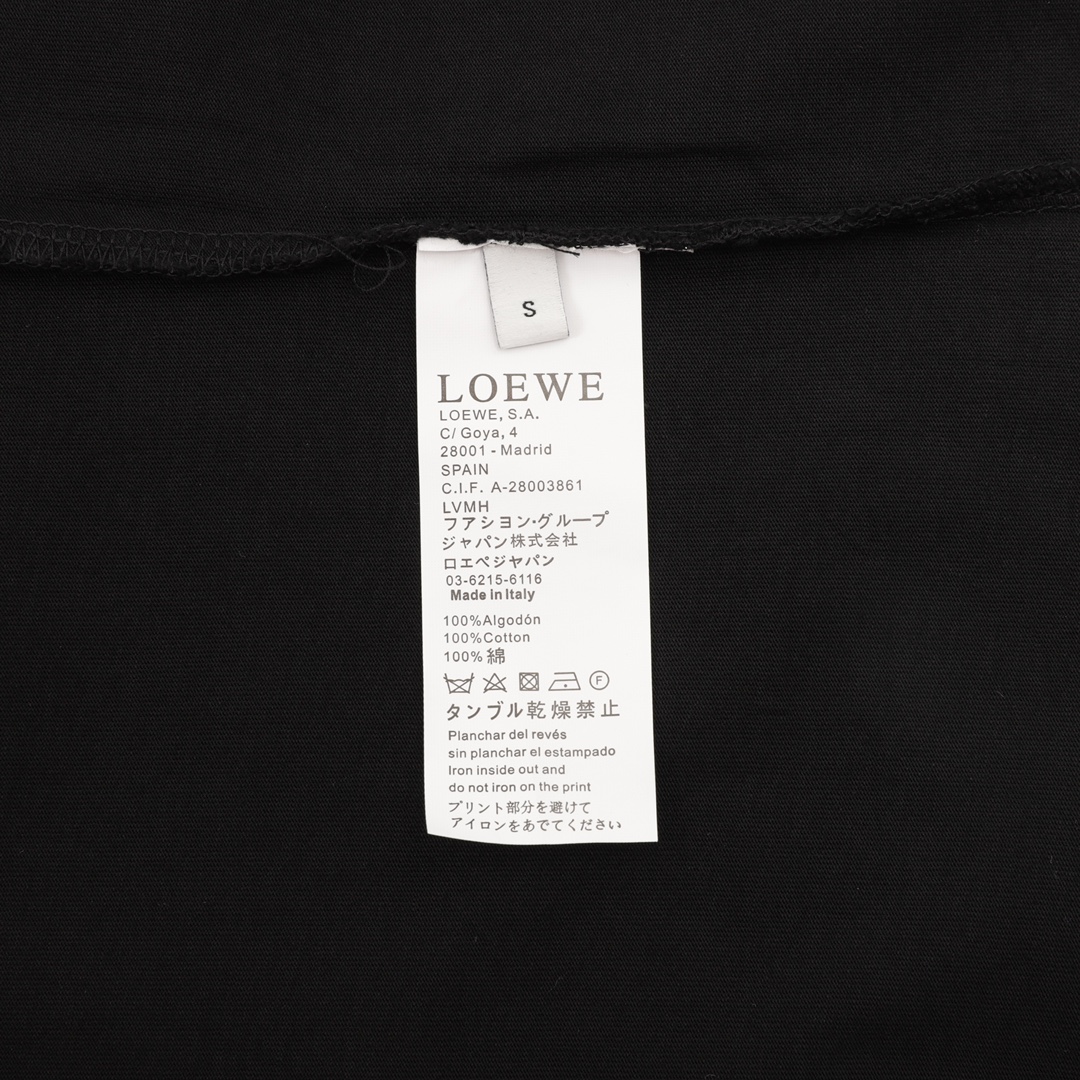 S
LOEWE
LOEWE, S.A.
C/ Goya, 4
28001 - Madrid
SPAIN
C.I.F. A-28003861
LVMH
フアシヨン·グループ
ジャパン株式会社
ロエベジヤパン
03-6215-6116
Made in Italy
100%Algodón
100%Cotton
100% 綿
F
タンブル乾燥禁止
Planchar del revés
sin planchar el estampado
Iron inside out and
do not iron on the print
プリント部分を避けて
アイロンをあでてください